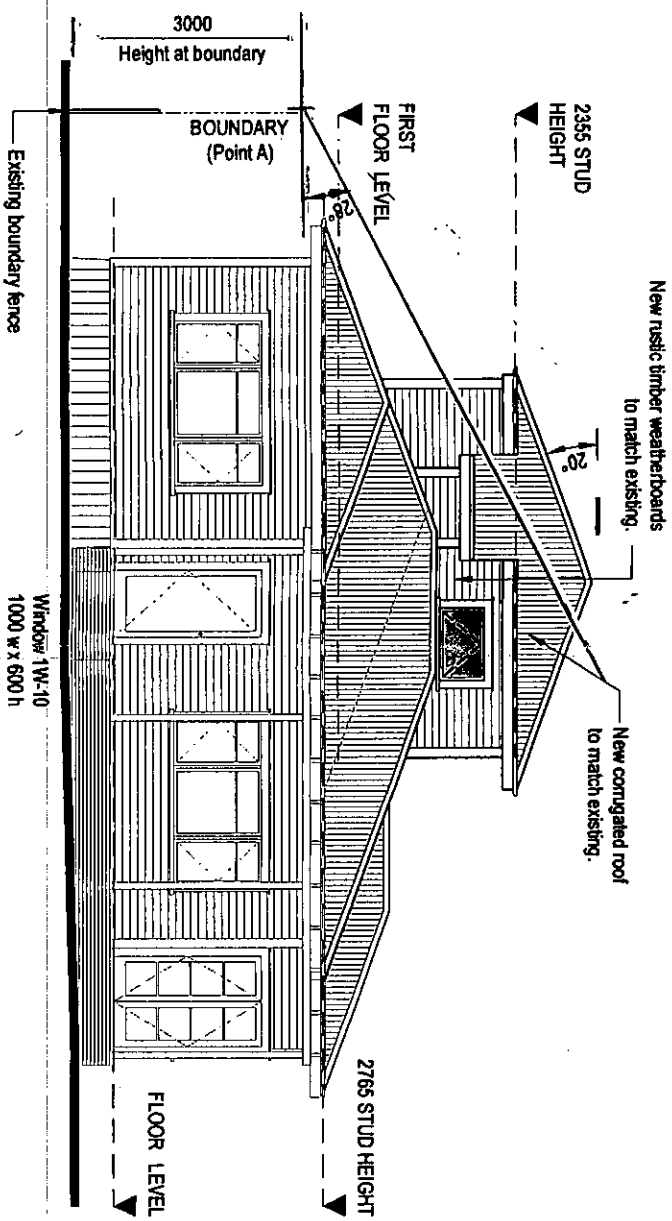 New rustic timber weatherboards
to match existing.
2355 STUD
HEIGHT
20°
New corrugated roof
to match existing.
3000
Height at boundary
BOUNDARY
(Point A)
FIRST
FLOOR LEVEL
28°
2765 STUD HEIGHT
FLOOR LEVEL
Existing boundary fence
Window 1W-10
1000 w x 600 h